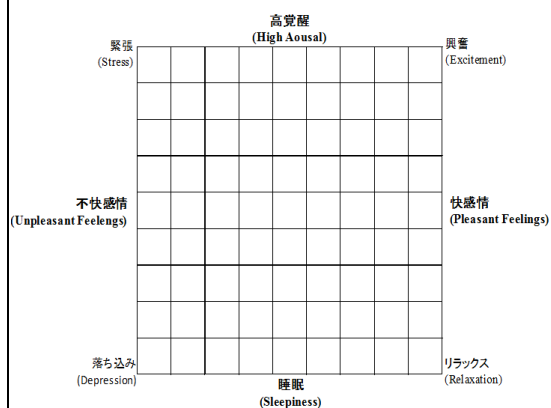 高覚醒
(High Aousal)
緊張
(Stress)
興奮
(Excitement)
不快感情
(Unpleasant Feelengs)
快感情
(Pleasant Feelings)
落ち込み
(Depression)
リラックス
(Relaxation)
睡眠
(Sleepiness)